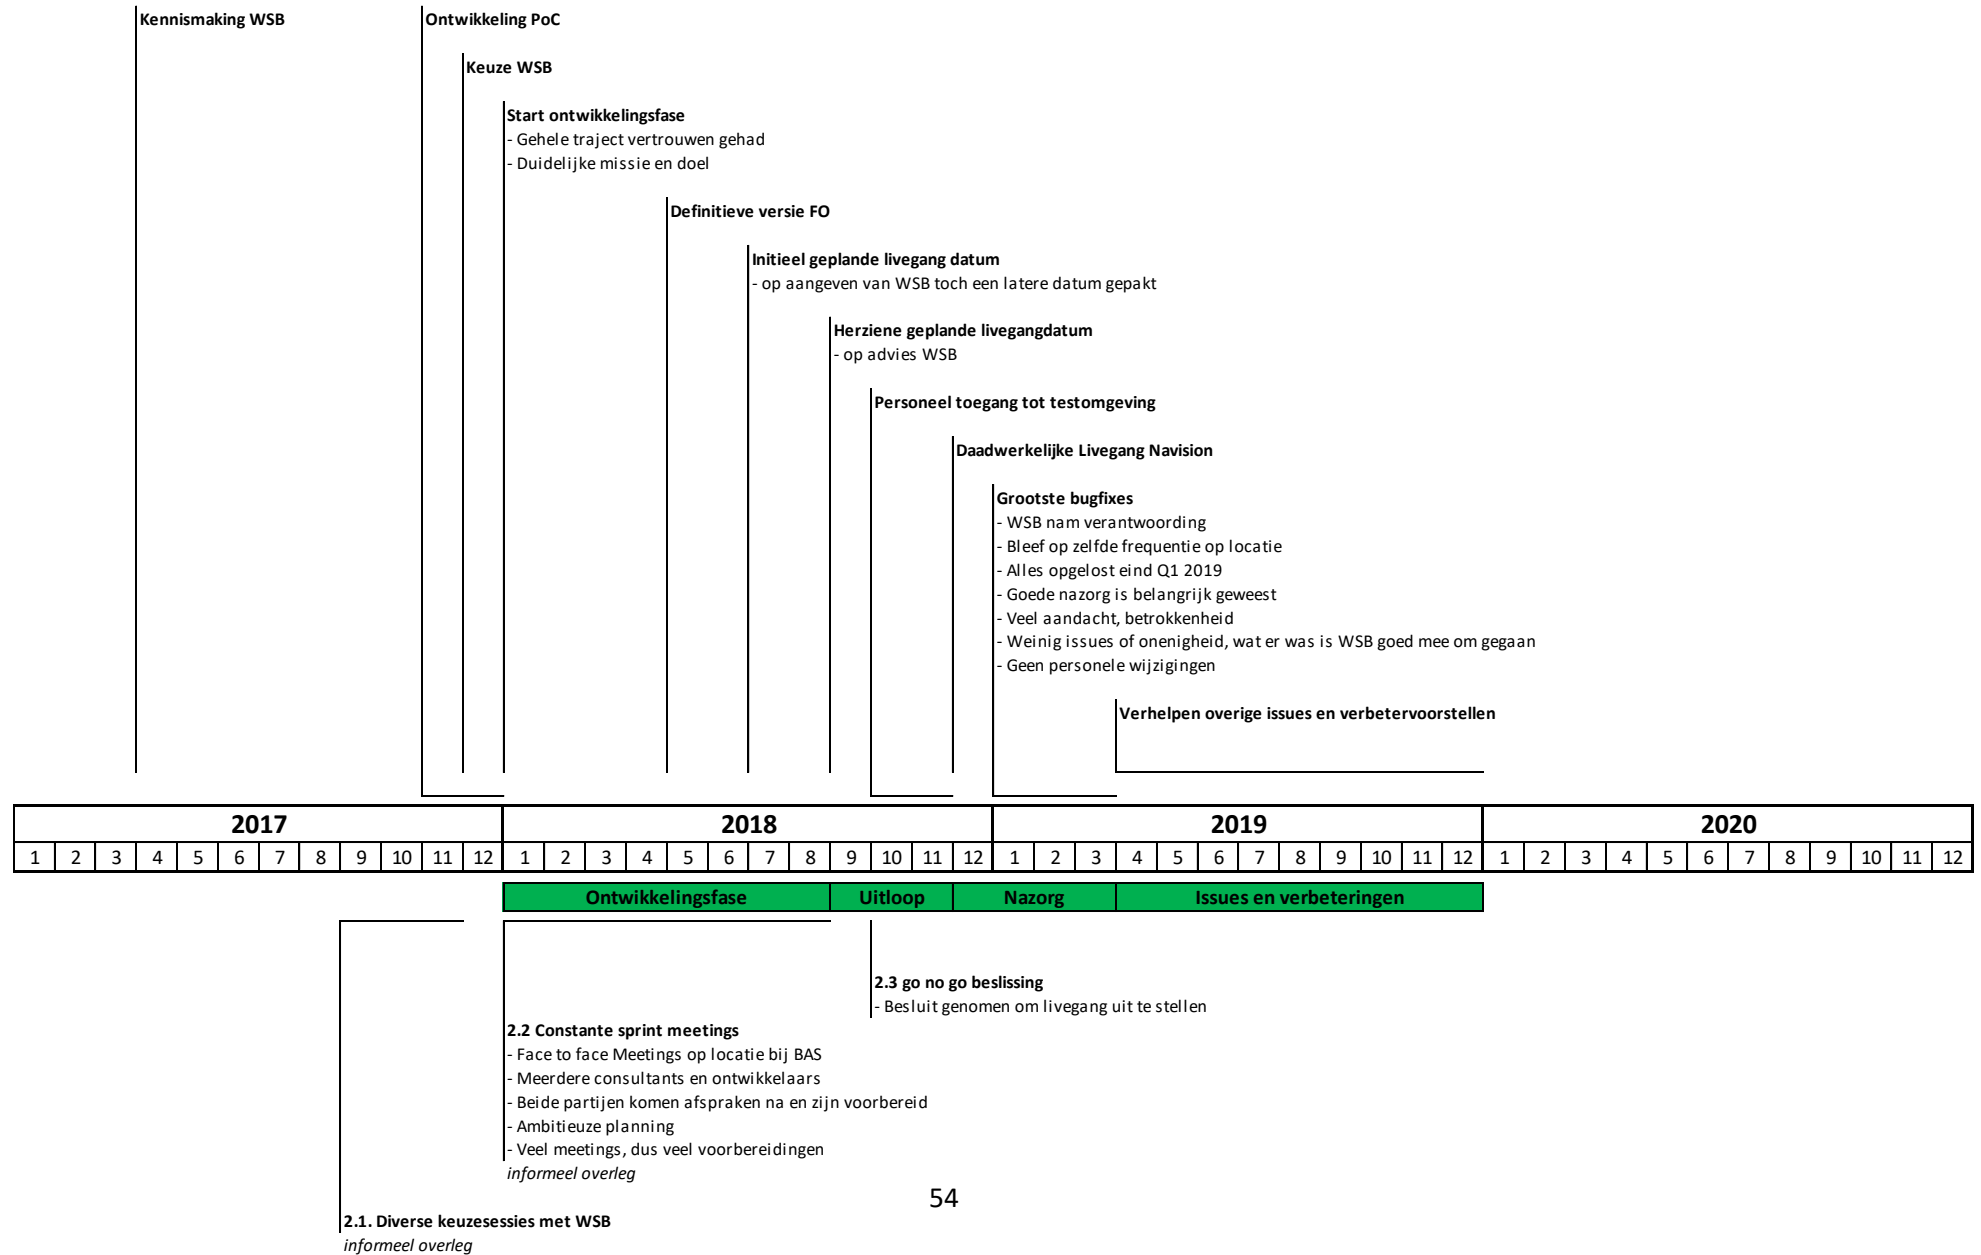 Kennismaking WSB
Ontwikkeling PoC
Keuze WSB
Start ontwikkelingsfase
- Gehele traject vertrouwen gehad
- Duidelijke missie en doel
Definitieve versie FO
Initieel geplande livegang datum
- op aangeven van WSB toch een latere datum gepakt
Herziene geplande livegangdatum
- op advies WSB
Personeel toegang tot testomgeving
Daadwerkelijke Livegang Navision
Grootste bugfixes
- WSB nam verantwoording
- Bleef op zelfde frequentie op locatie
- Alles opgelost eind Q1 2019
- Goede nazorg is belangrijk geweest
- Veel aandacht, betrokkenheid
- Weinig issues of onenigheid, wat er was is WSB goed mee om gegaan
- Geen personele wijzigingen
Verhelpen overige issues en verbetervoorstellen
2017 2018 2019 2020
1 2 3 4 5 6 7 8 9 10 11 12 1 2 3 4 5 6 7 8 9 10 11 12 1 2 3 4 5 6 7 8 9 10 11 12 1 2 3 4 5 6 7 8 9 10 11 12
Ontwikkelingsfase Uitloop Nazorg Issues en verbeteringen
2.3 go no go beslissing
- Besluit genomen om livegang uit te stellen
2.2 Constante sprint meetings
- Face to face Meetings op locatie bij BAS
- Meerdere consultants en ontwikkelaars
- Beide partijen komen afspraken na en zijn voorbereid
- Ambitieuze planning
- Veel meetings, dus veel voorbereidingen
informeel overleg
54
2.1. Diverse keuzesessies met WSB
informeel overleg